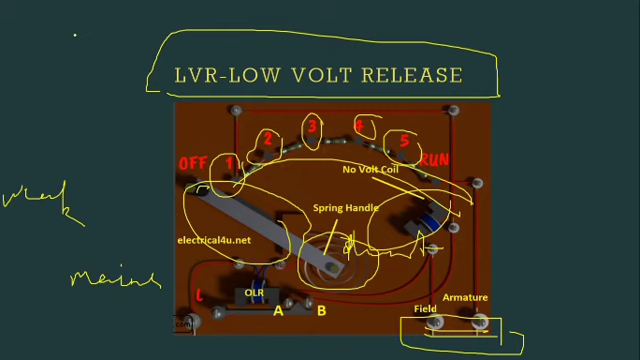 LVR-LOW VOLT RELEASE
3
4
2
5
OFF
1
RUN
No Volt Coil
Spring Handle
electrical4u.net
L
OLR
A
B
Field
Armature